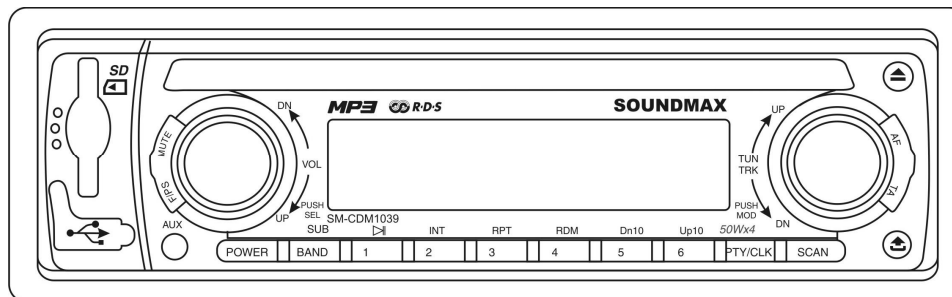 SD
MP3 R·D·S SOUNDMAX
DN
UP
MUTE
F/PS
VOL
TUN
TRK
AF
TA
PUSH
SEL
UP
PUSH
MOD
DN
AUX
SM-CDM1039
SUB INT RPT RDM Dn10 Up10 50Wx4
POWER BAND 1 2 3 4 5 6 PTY/CLK SCAN